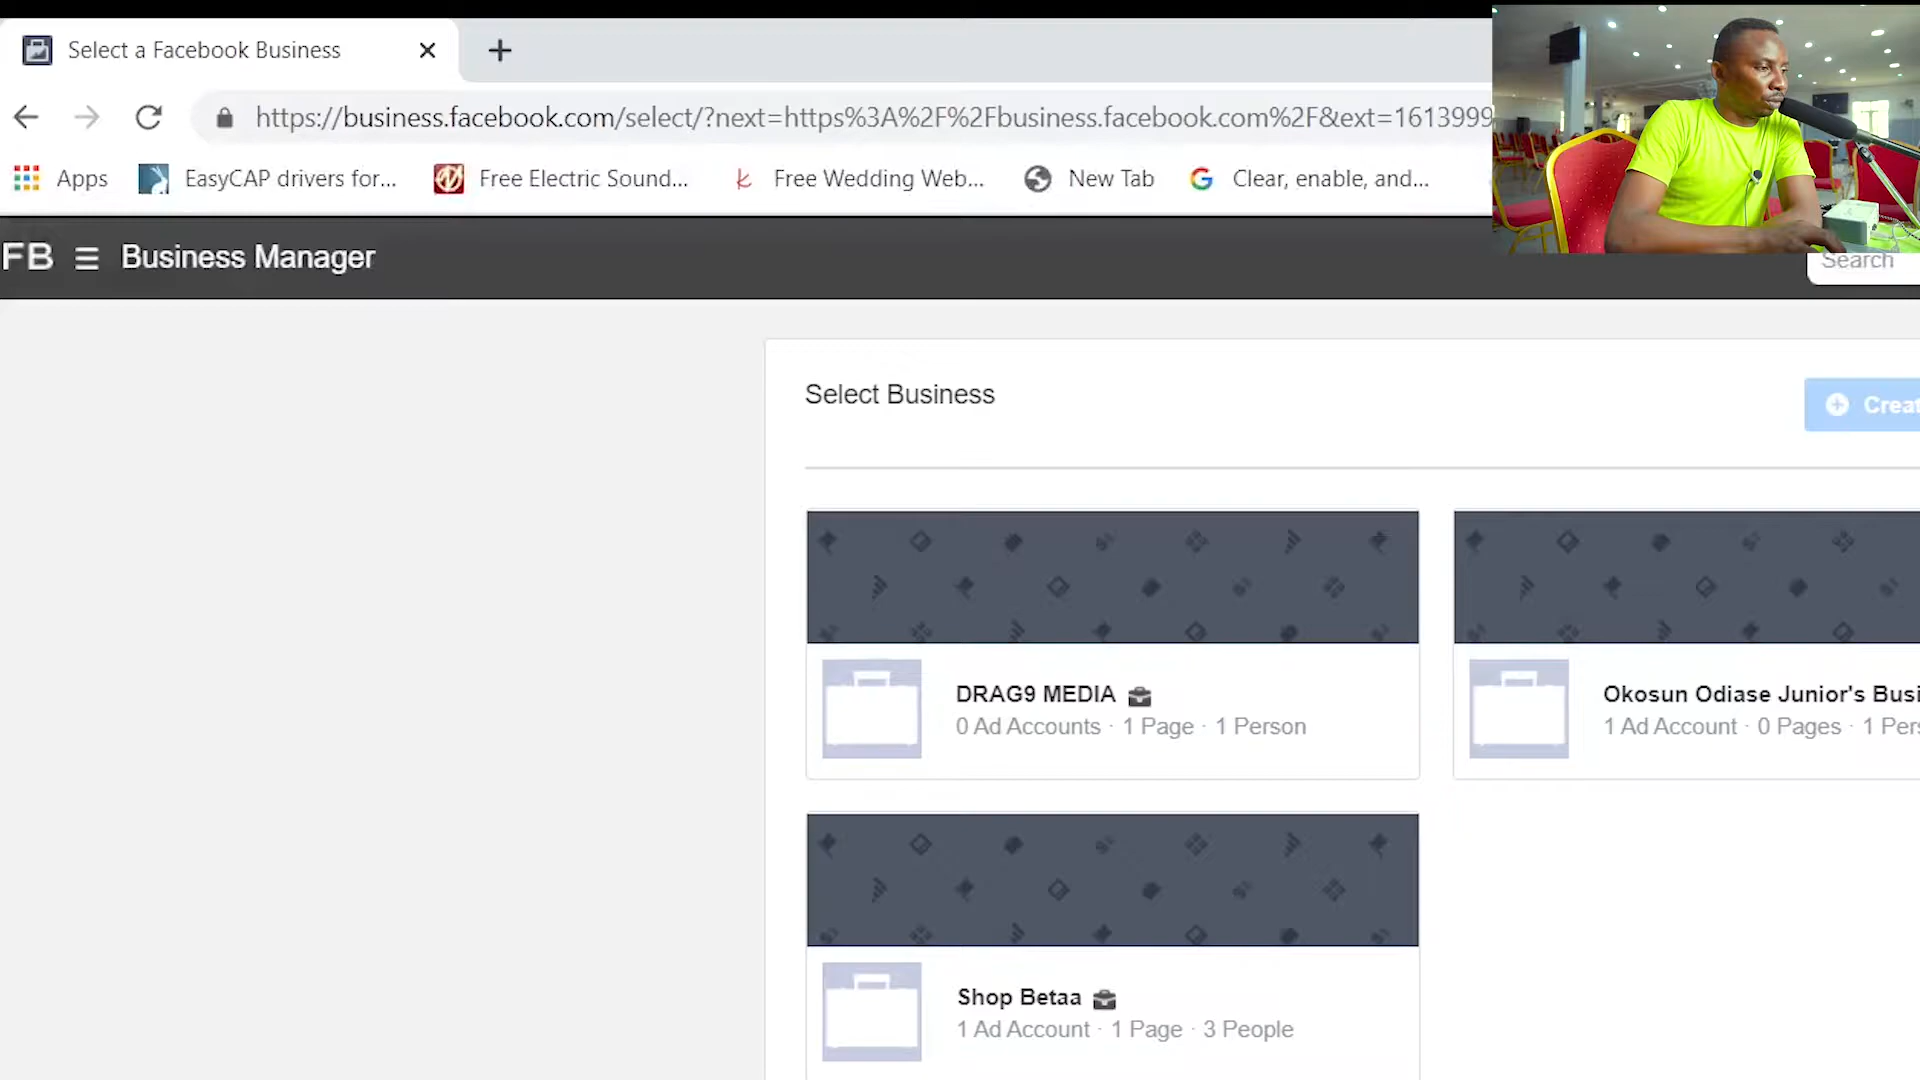 Select a Facebook Business
https://business.facebook.com/select/?next=https%3A%2F%2Fbusiness.facebook.com%2F&ext=1613999
Apps EasyCAP drivers for... Free Electric Sound... Free Wedding Web... New Tab Clear, enable, and...
FB Business Manager Search
Select Business Creat
DRAG9 MEDIA
0 Ad Accounts · 1 Page · 1 Person
Okosun Odiase Junior's Busi
1 Ad Account · 0 Pages · 1 Pers
Shop Betaa
1 Ad Account · 1 Page · 3 People